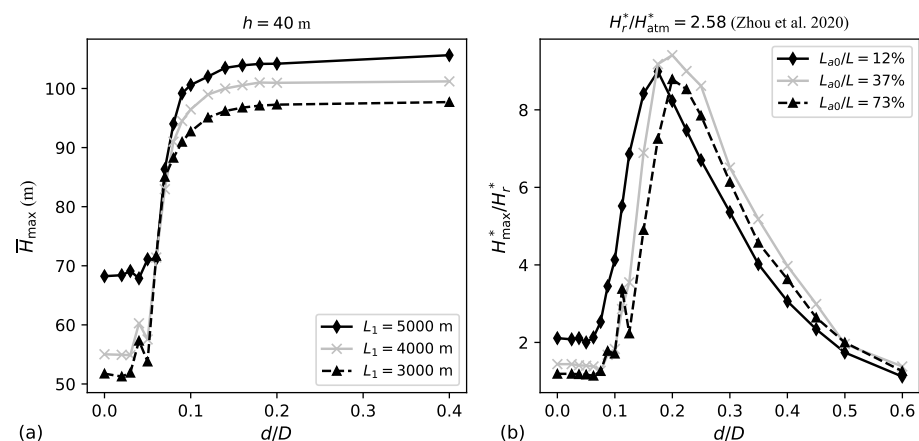 h = 40 m
H̅max (m)
100
90
80
70
60
50
L1 = 5000 m
L1 = 4000 m
L1 = 3000 m
0.0 0.1 0.2 0.3 0.4
(a)
d/D
H*r/H*atm = 2.58 (Zhou et al. 2020)
H*max/H*r
8
6
4
2
La0/L = 12%
La0/L = 37%
La0/L = 73%
0.0 0.1 0.2 0.3 0.4 0.5 0.6
(b)
d/D